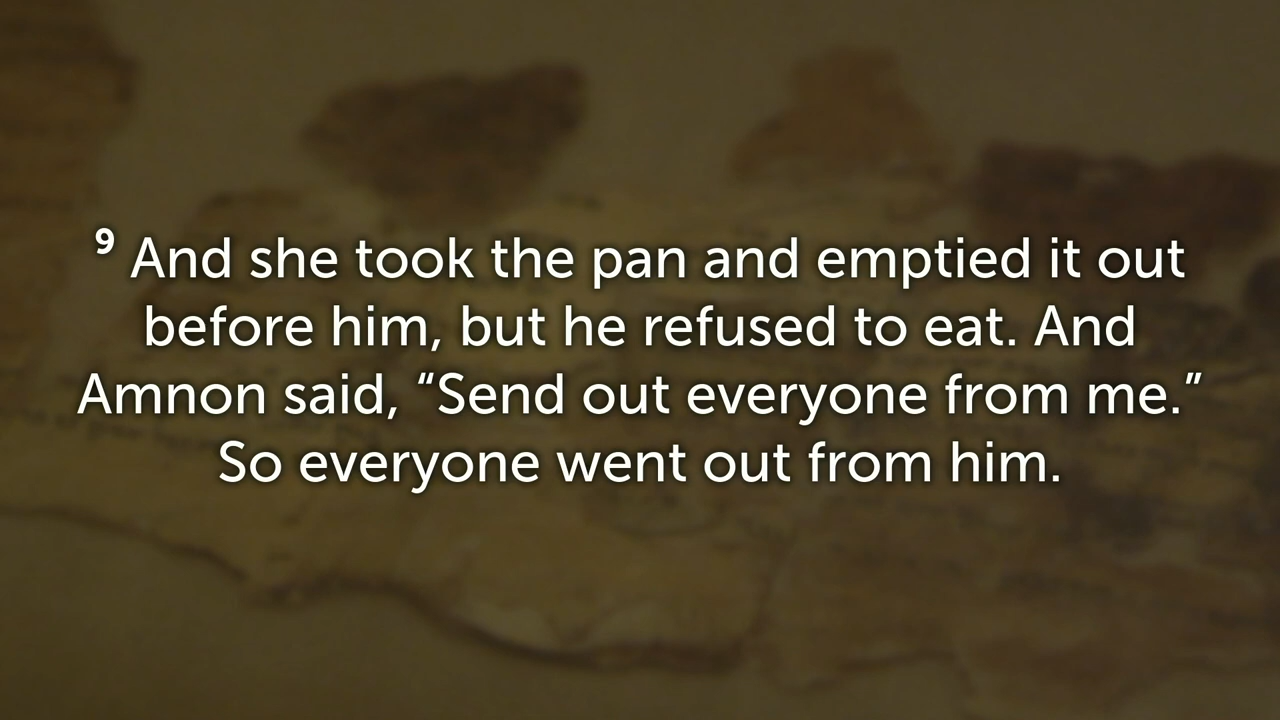 9 And she took the pan and emptied it out
before him, but he refused to eat. And
Amnon said, “Send out everyone from me.”
So everyone went out from him.